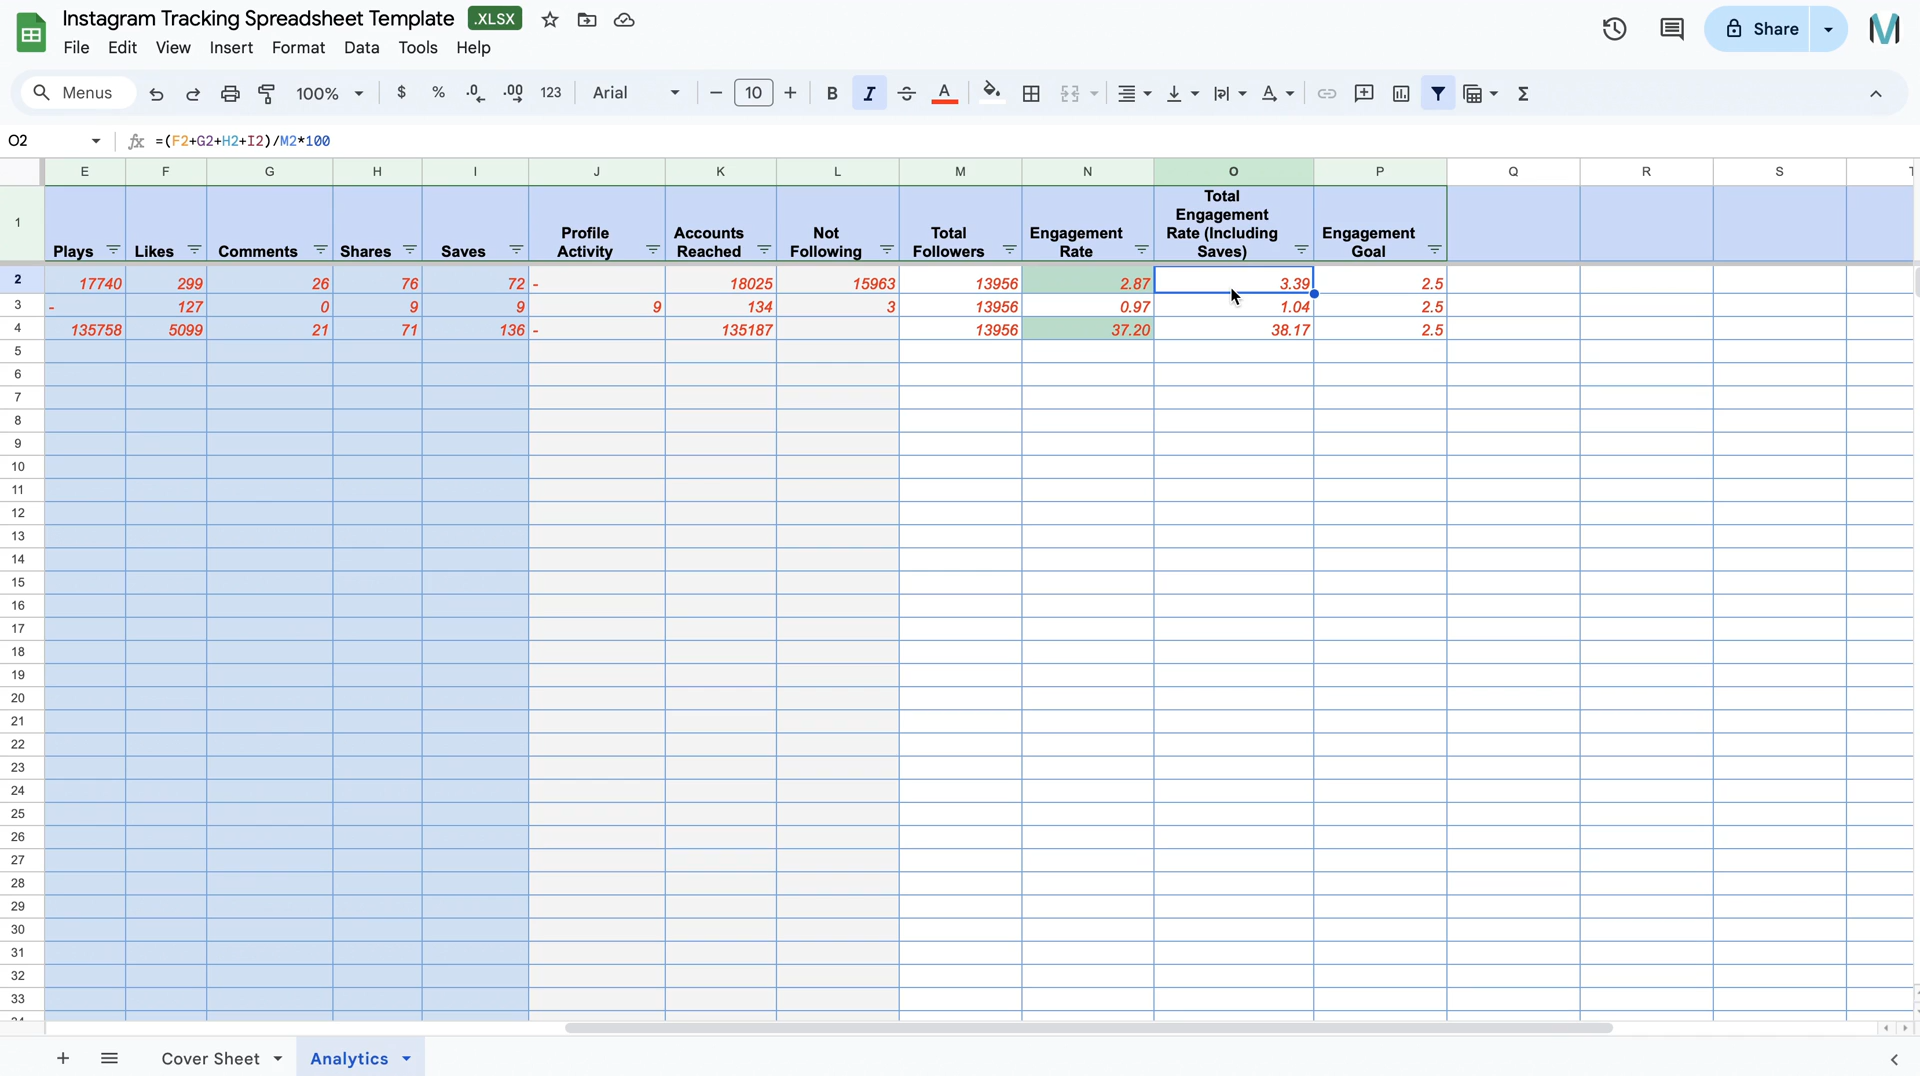 Instagram Tracking Spreadsheet Template .XLSX
File Edit View Insert Format Data Tools Help
Share
Menus 100% $ % .0 .00 123 Arial 10 B I A
O2 fx =(F2+G2+H2+I2)/M2*100
E F G H I J K L M N O P Q R S
1 Plays Likes Comments Shares Saves Profile Activity Accounts Reached Not Following Total Followers Engagement Rate Total Engagement Rate (Including Saves) Engagement Goal
2 17740 299 26 76 72 - 18025 15963 13956 2.87 3.39 2.5
3 - 127 0 9 9 9 134 3 13956 0.97 1.04 2.5
4 135758 5099 21 71 136 - 135187 13956 37.20 38.17 2.5
5
6
7
8
9
10
11
12
13
14
15
16
17
18
19
20
21
22
23
24
25
26
27
28
29
30
31
32
33
Cover Sheet Analytics